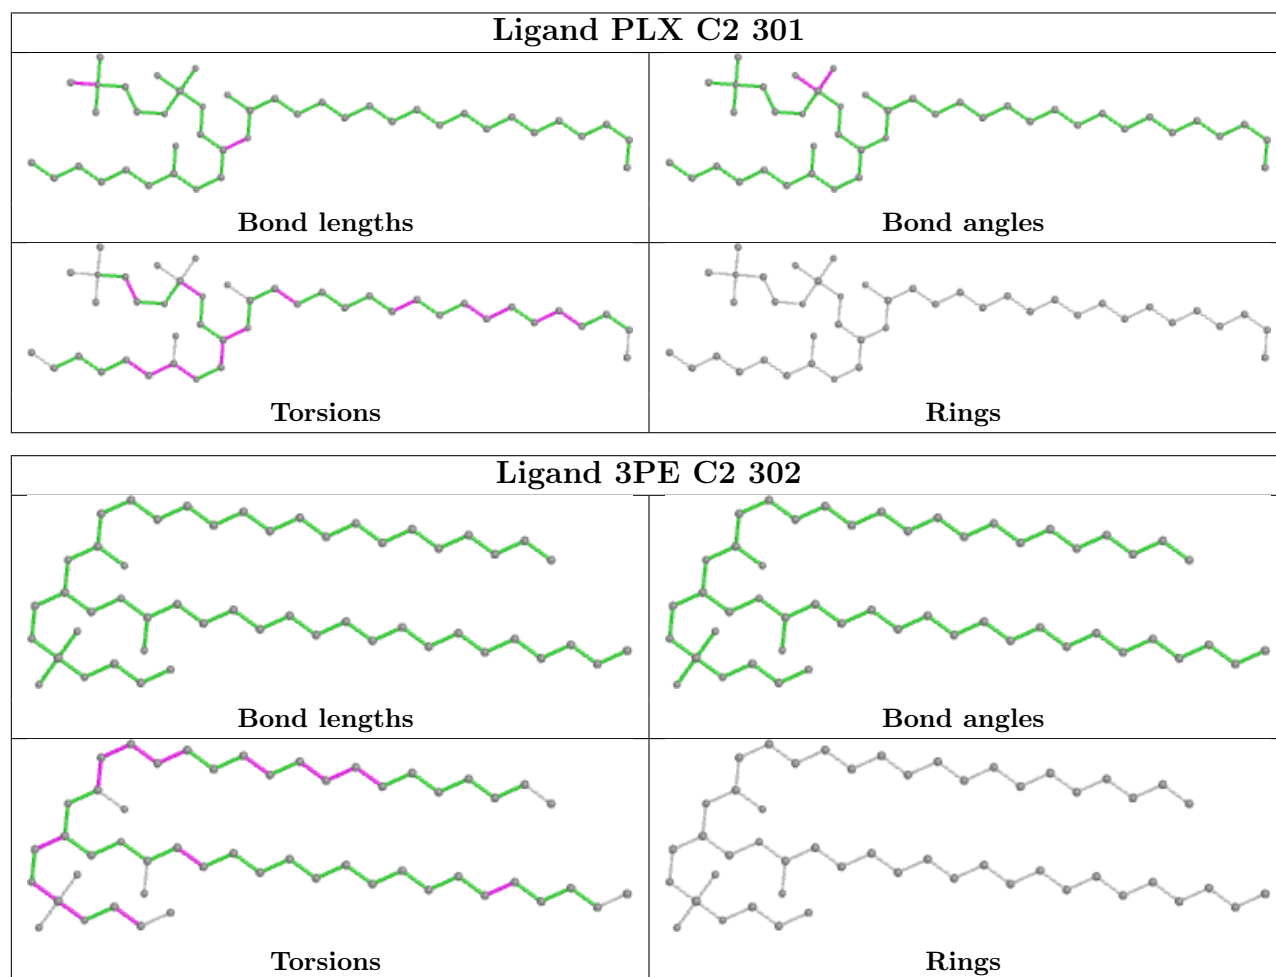 Ligand PLX C2 301
Bond lengths
Bond angles
Torsions
Rings
Ligand 3PE C2 302
Bond lengths
Bond angles
Torsions
Rings